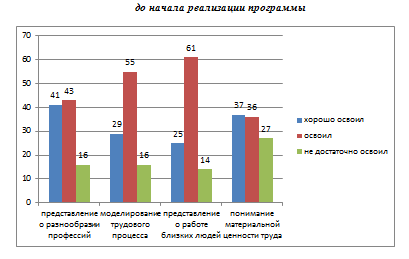 до начала реализации программы
70
60
50
40
30
20
10
0
41 43 16
29 55 16
25 61 14
37 36 27
представление
о разнообразии
профессий
моделирование
трудового
процесса
представление
о работе
близких людей
понимание
материальной
ценности труда
хорошо освоил
освоил
не достаточно освоил